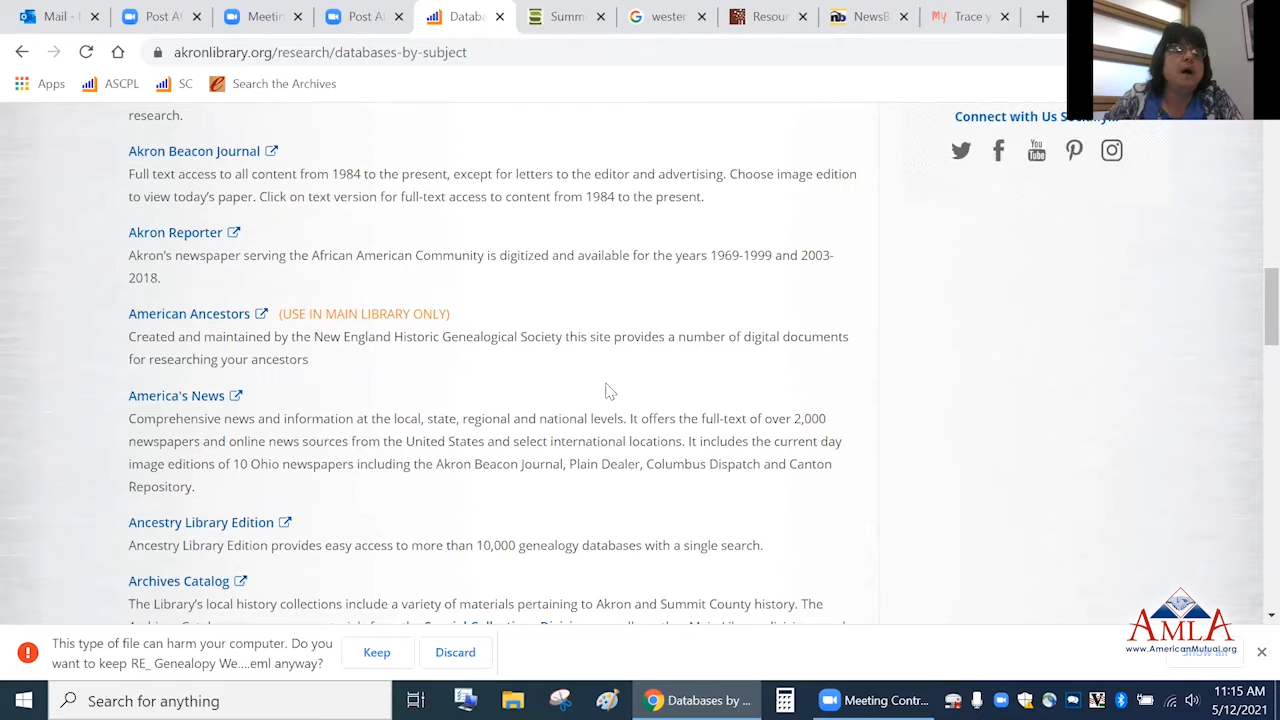 Mail -
Post At
Meetin
Post A
Databa
Summ
wester
Resour
NewsB
Trace y
akronlibrary.org/research/databases-by-subject
Apps
ASCPL
SC
Search the Archives
research.
Connect with Us Socially...
Akron Beacon Journal
Full text access to all content from 1984 to the present, except for letters to the editor and advertising. Choose image edition
to view today's paper. Click on text version for full-text access to content from 1984 to the present.
Akron Reporter
Akron's newspaper serving the African American Community is digitized and available for the years 1969-1999 and 2003-
2018.
American Ancestors (USE IN MAIN LIBRARY ONLY)
Created and maintained by the New England Historic Genealogical Society this site provides a number of digital documents
for researching your ancestors
America's News
Comprehensive news and information at the local, state, regional and national levels. It offers the full-text of over 2,000
newspapers and online news sources from the United States and select international locations. It includes the current day
image editions of 10 Ohio newspapers including the Akron Beacon Journal, Plain Dealer, Columbus Dispatch and Canton
Repository.
Ancestry Library Edition
Ancestry Library Edition provides easy access to more than 10,000 genealogy databases with a single search.
Archives Catalog
The Library's local history collections include a variety of materials pertaining to Akron and Summit County history. The
AMLA
www.AmericanMutual.org
Show all
This type of file can harm your computer. Do you
want to keep RE_ Genealopy We....eml anyway?
Keep
Discard
Search for anything
Databases by ...
Meeting Contr...
11:15 AM
5/12/2021